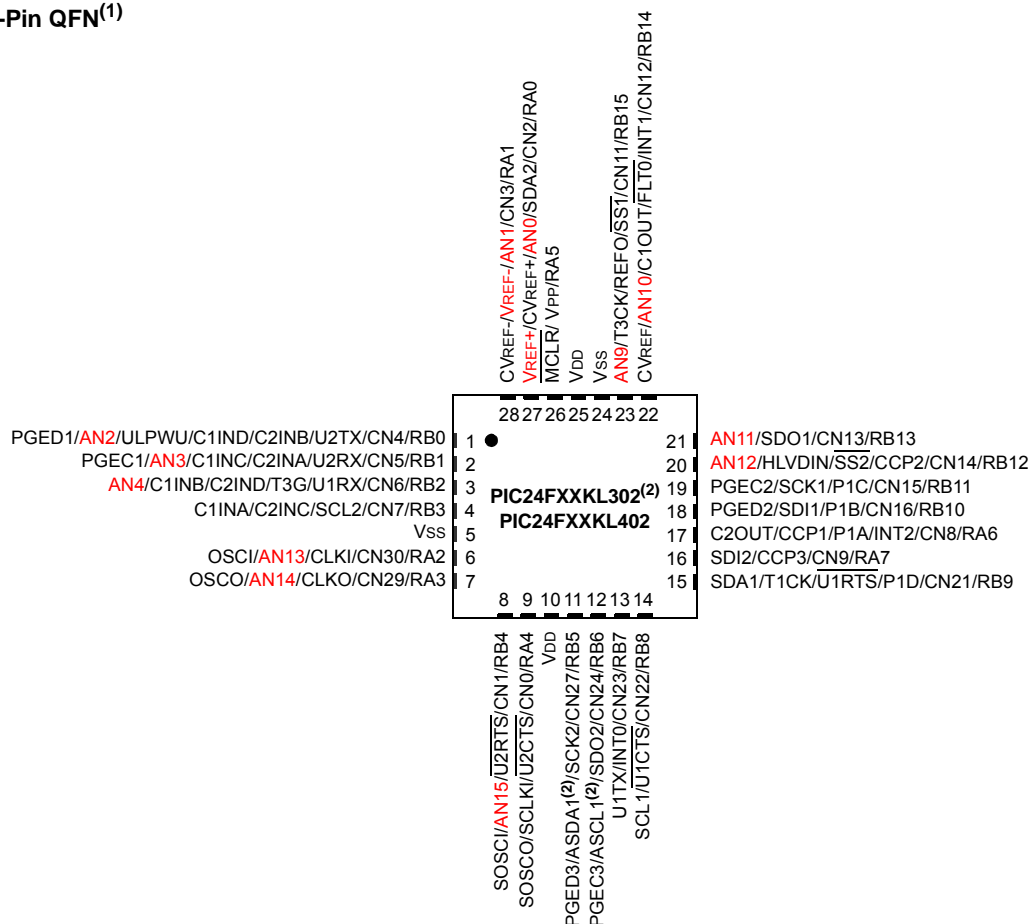 -Pin QFN(1)
CVREF-/VREF-/AN1/CN3/RA1
VREF+/CVREF+/AN0/SDA2/CN2/RA0
MCLR/ VPP/RA5
VDD
VSS
AN9/T3CK/REFO/SS1/CN11/RB15
CVREF/AN10/C1OUT/FLT0/INT1/CN12/RB14
28 27 26 25 24 23 22
PGED1/AN2/ULPWU/C1IND/C2INB/U2TX/CN4/RB0 1
PGEC1/AN3/C1INC/C2INA/U2RX/CN5/RB1 2
AN4/C1INB/C2IND/T3G/U1RX/CN6/RB2 3
C1INA/C2INC/SCL2/CN7/RB3 4
VSS 5
OSCI/AN13/CLKI/CN30/RA2 6
OSCO/AN14/CLKO/CN29/RA3 7
PIC24FXXKL302(2)
PIC24FXXKL402
21 AN11/SDO1/CN13/RB13
20 AN12/HLVDIN/SS2/CCP2/CN14/RB12
19 PGEC2/SCK1/P1C/CN15/RB11
18 PGED2/SDI1/P1B/CN16/RB10
17 C2OUT/CCP1/P1A/INT2/CN8/RA6
16 SDI2/CCP3/CN9/RA7
15 SDA1/T1CK/U1RTS/P1D/CN21/RB9
8 9 10 11 12 13 14
SOSCI/AN15/U2RTS/CN1/RB4
SOSCO/SCLKI/U2CTS/CN0/RA4
VDD
PGED3/ASDA1(2)/SCK2/CN27/RB5
PGEC3/ASCL1(2)/SDO2/CN24/RB6
U1TX/INT0/CN23/RB7
SCL1/U1CTS/CN22/RB8